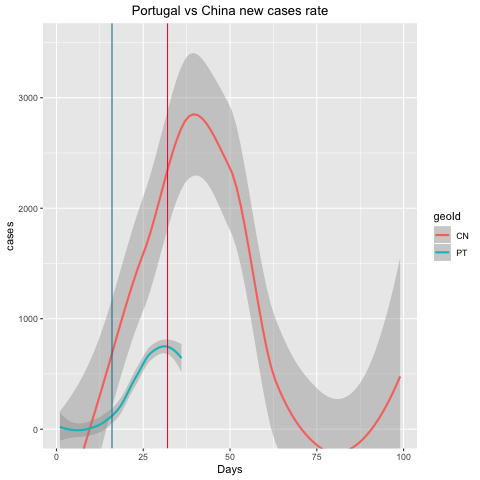 Portugal vs China new cases rate
3000
2000
1000
0
cases
0 25 50 75 100
Days
geoId
CN
PT